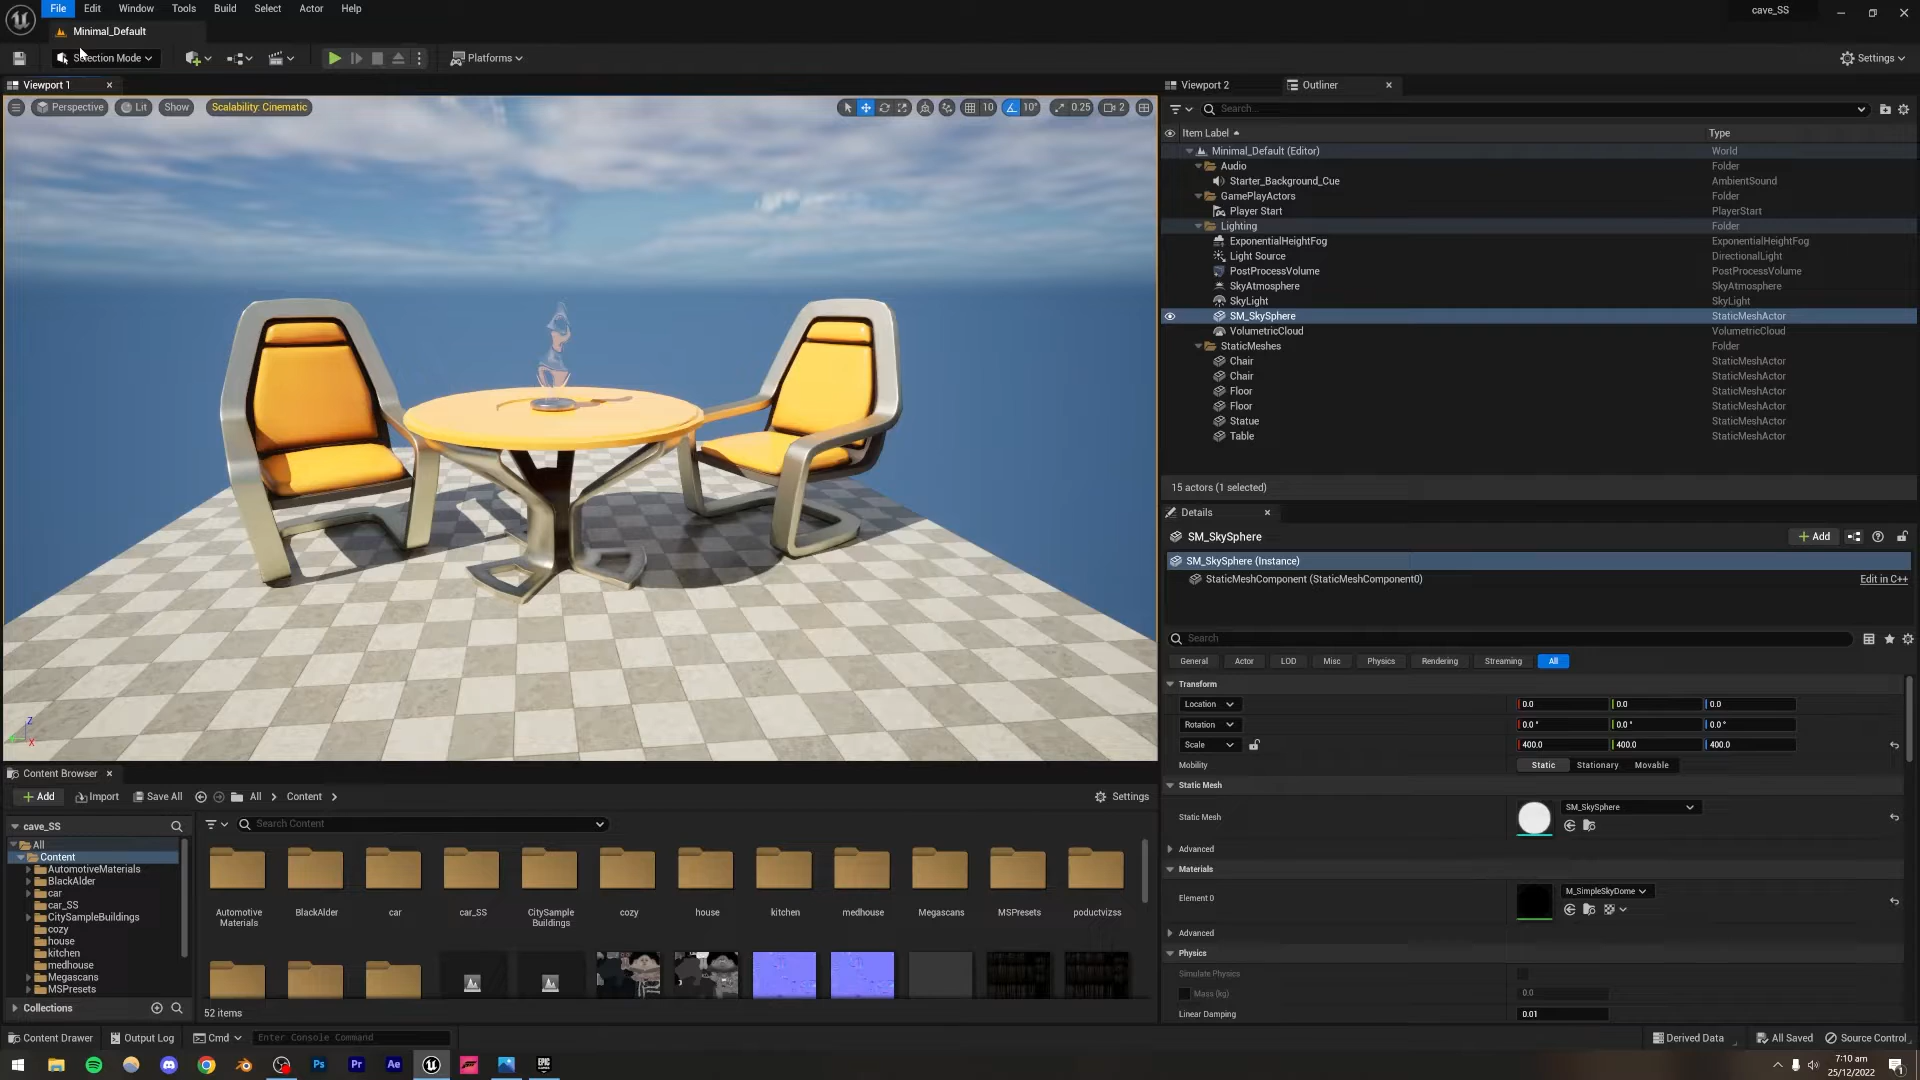 File Edit Window Tools Build Select Actor Help cave_SS
Minimal_Default
Selection Mode Platforms Settings
Viewport 1
Perspective Lit Show Scalability: Cinematic 10 10° 0.25 2
Viewport 2 Outliner
Search...
Item Label Type
Minimal_Default (Editor) World
Audio Folder
Starter_Background_Cue AmbientSound
GamePlayActors Folder
Player Start PlayerStart
Lighting Folder
ExponentialHeightFog ExponentialHeightFog
Light Source DirectionalLight
PostProcessVolume PostProcessVolume
SkyAtmosphere SkyAtmosphere
SkyLight SkyLight
SM_SkySphere StaticMeshActor
VolumetricCloud VolumetricCloud
StaticMeshes Folder
Chair StaticMeshActor
Chair StaticMeshActor
Floor StaticMeshActor
Floor StaticMeshActor
Statue StaticMeshActor
Table StaticMeshActor
15 actors (1 selected)
Details
SM_SkySphere Add
SM_SkySphere (Instance)
StaticMeshComponent (StaticMeshComponent0) Edit in C++
Search
General Actor LOD Misc Physics Rendering Streaming All
Transform
Location 0.0 0.0 0.0
Rotation 0.0 ° 0.0 ° 0.0 °
Scale 400.0 400.0 400.0
Mobility Static Stationary Movable
Static Mesh
Static Mesh SM_SkySphere
Advanced
Materials
Element 0 M_SimpleSkyDome
Advanced
Physics
Simulate Physics
Mass (kg) 0.0
Linear Damping 0.01
Z
X
Content Browser
Add Import Save All All Content Settings
cave_SS
Search Content
All
Content
AutomotiveMaterials
BlackAlder
car
car_SS
CitySampleBuildings
cozy
house
kitchen
medhouse
Megascans
MSPresets
Collections
Automotive Materials BlackAlder car car_SS CitySample Buildings cozy house kitchen medhouse Megascans MSPresets poductvizss
52 items
Content Drawer Output Log Cmd Enter Console Command Derived Data All Saved Source Control
Ps Pr Ae EPIC
7:10 am
25/12/2022
1